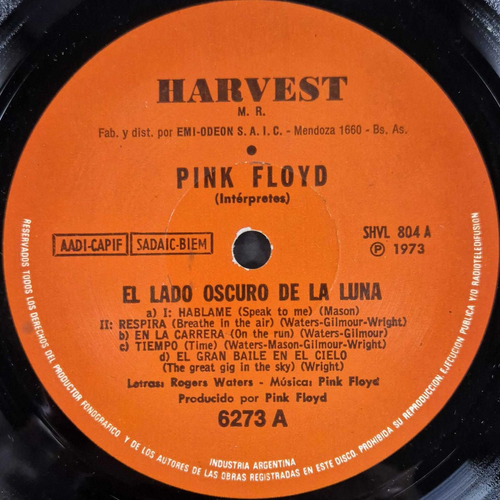 HARVEST
M. R.
Fab. y dist. por EMI-ODEON S. A. I. C. - Mendoza 1660 - Bs. As.
PINK FLOYD
(Intérpretes)
AADI-CAPIF SADAIC-BIEM
SHVL 804 A
Ⓟ 1973
EL LADO OSCURO DE LA LUNA
a) I: HABLAME (Speak to me) (Mason)
II: RESPIRA (Breathe in the air) (Waters-Gilmour-Wright)
b) EN LA CARRERA (On the run) (Waters-Gilmour)
c) TIEMPO (Time) (Waters-Mason-Gilmour-Wright)
d) EL GRAN BAILE EN EL CIELO
(The great gig in the sky) (Wright)
Letras: Rogers Waters - Música: Pink Floyd
Producido por Pink Floyd
6273 A
INDUSTRIA ARGENTINA
RESERVADOS TODOS LOS DERECHOS DEL PRODUCTOR FONOGRAFICO Y DE LOS AUTORES DE LAS OBRAS REGISTRADAS EN ESTE DISCO. PROHIBIDA SU REPRODUCCION, EJECUCION PUBLICA Y/O RADIOTELEDIFUSION